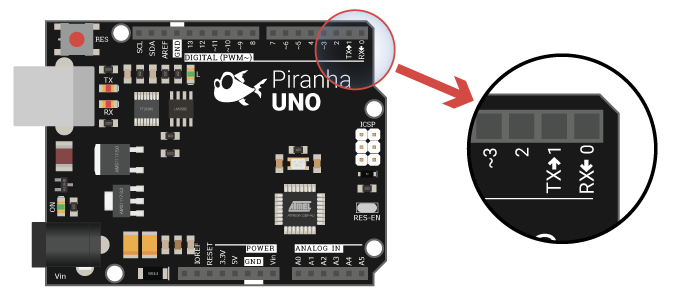 RES
SCL
SDA
AREF
GND
13
12
~11
~10
~9
8
7
~6
~5
4
~3
2
TX→1
RX←0
DIGITAL (PWM~)
L
TX
RX
Piranha
UNO
ICSP
ON
ATMEL
RES-EN
Vin
IOREF
RESET
3.3V
5V
GND
Vin
POWER
ANALOG IN
A0
A1
A2
A3
A4
A5
~3
2
TX→1
RX←0